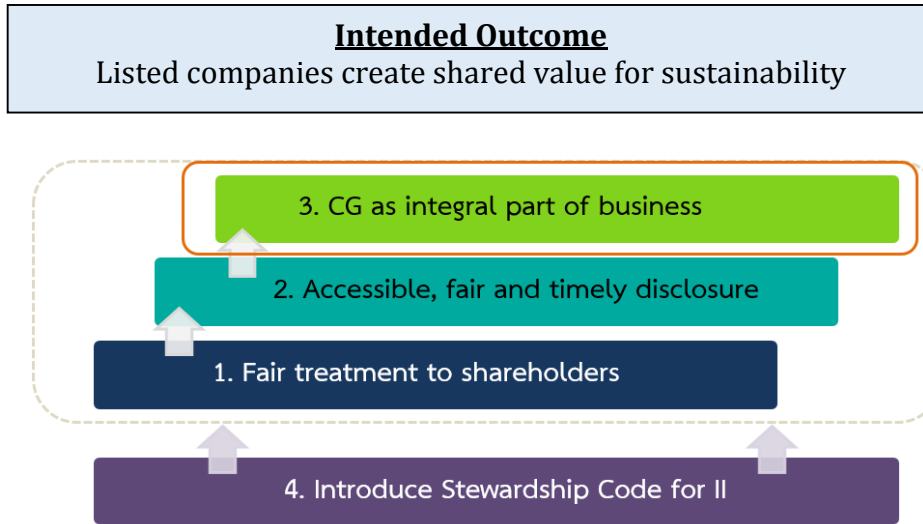 Intended Outcome
Listed companies create shared value for sustainability
3. CG as integral part of business
2. Accessible, fair and timely disclosure
1. Fair treatment to shareholders
4. Introduce Stewardship Code for II